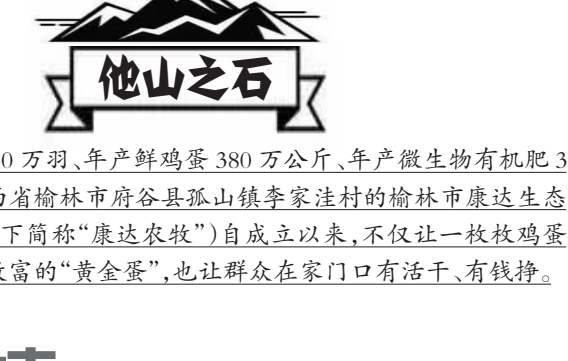 他山之石
0 万羽、年产鲜鸡蛋 380 万公斤、年产微生物有机肥 3
省榆林市府谷县孤山镇李家洼村的榆林市康达生态
下简称“康达农牧”)自成立以来,不仅让一枚枚鸡蛋
富的“黄金蛋”,也让群众在家门口有活干、有钱挣。